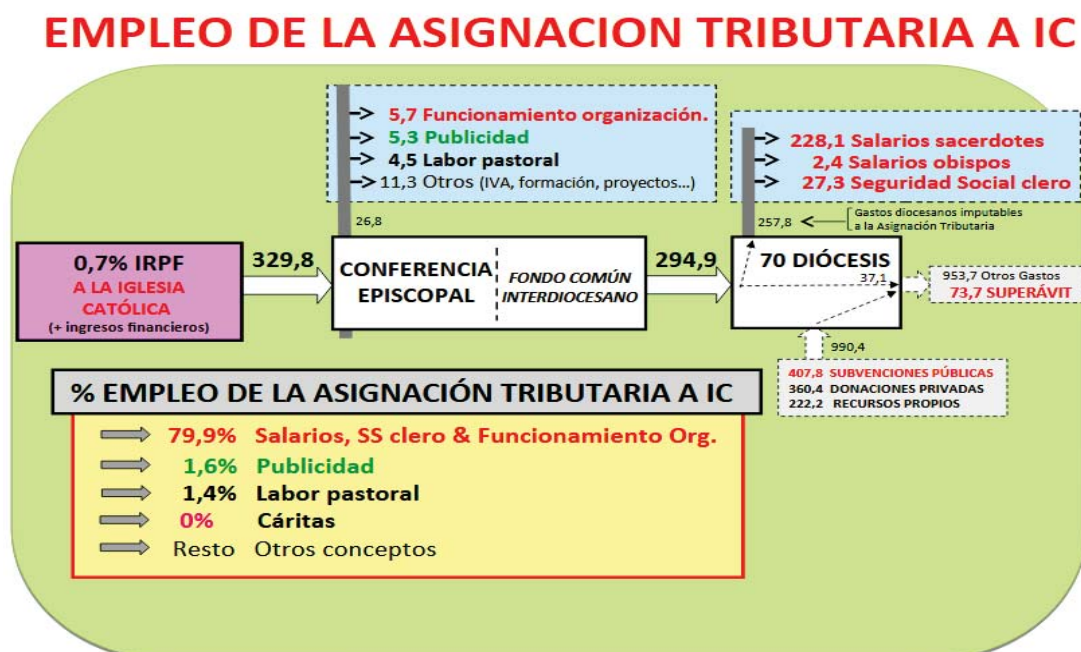 EMPLEO DE LA ASIGNACION TRIBUTARIA A IC
5,7 Funcionamiento organización.
5,3 Publicidad
4,5 Labor pastoral
11,3 Otros (IVA, formación, proyectos...)
26,8
228,1 Salarios sacerdotes
2,4 Salarios obispos
27,3 Seguridad Social clero
257,8
Gastos diocesanos imputables
a la Asignación Tributaria
0,7% IRPF
A LA IGLESIA
CATÓLICA
(+ ingresos financieros)
329,8
CONFERENCIA
EPISCOPAL
FONDO COMÚN
INTERDIOCESANO
294,9
70 DIÓCESIS
37,1
953,7 Otros Gastos
73,7 SUPERÁVIT
990,4
407,8 SUBVENCIONES PÚBLICAS
360,4 DONACIONES PRIVADAS
222,2 RECURSOS PROPIOS
% EMPLEO DE LA ASIGNACIÓN TRIBUTARIA A IC
79,9% Salarios, SS clero & Funcionamiento Org.
1,6% Publicidad
1,4% Labor pastoral
0% Cáritas
Resto Otros conceptos